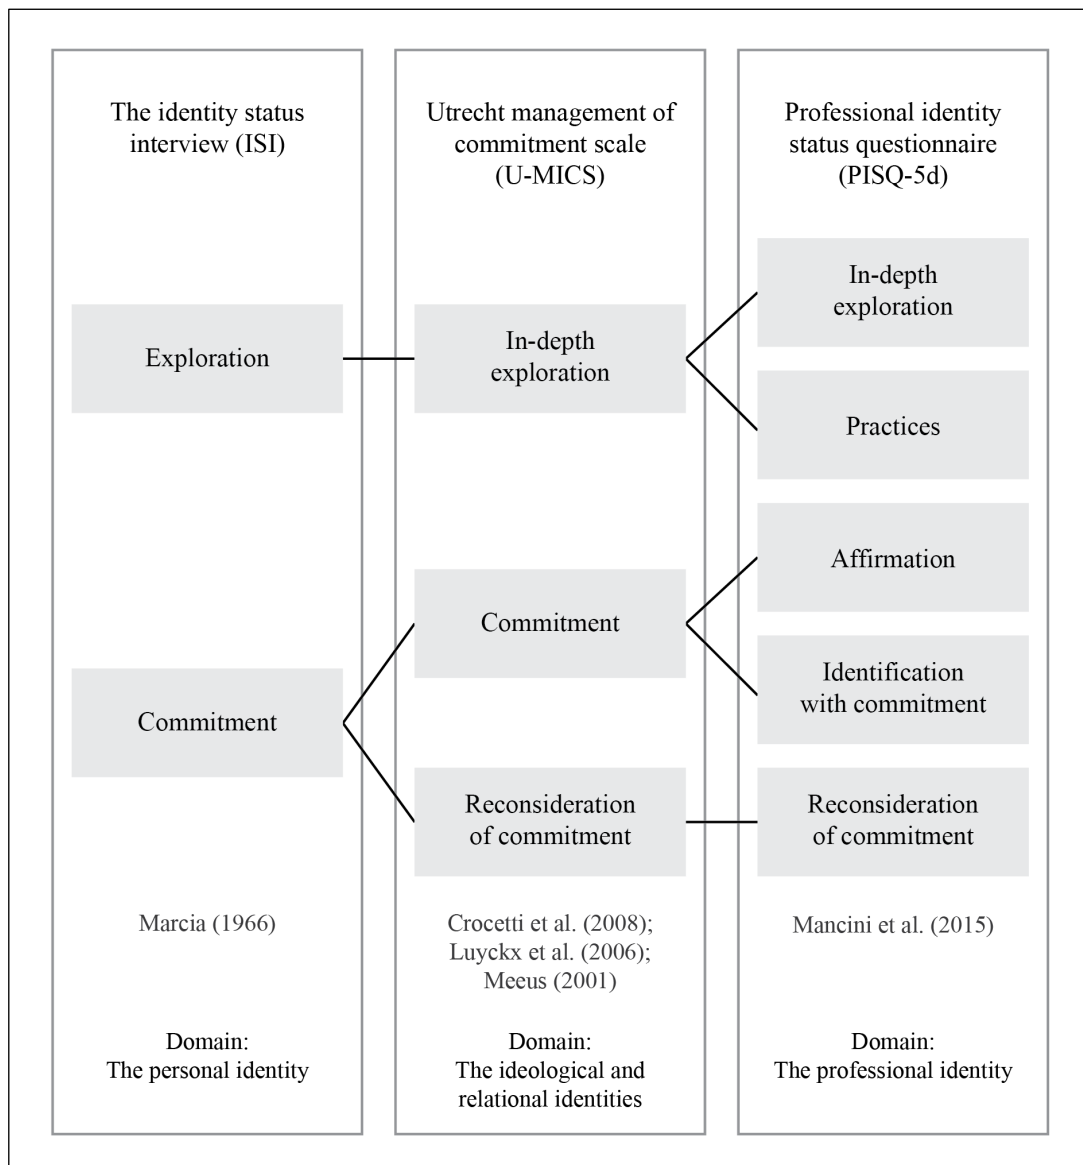 The identity status
interview (ISI)
Exploration
Commitment
Marcia (1966)
Domain:
The personal identity
Utrecht management of
commitment scale
(U-MICS)
In-depth
exploration
Commitment
Reconsideration
of commitment
Crocetti et al. (2008);
Luyckx et al. (2006);
Meeus (2001)
Domain:
The ideological and
relational identities
Professional identity
status questionnaire
(PISQ-5d)
In-depth
exploration
Practices
Affirmation
Identification
with commitment
Reconsideration
of commitment
Mancini et al. (2015)
Domain:
The professional identity